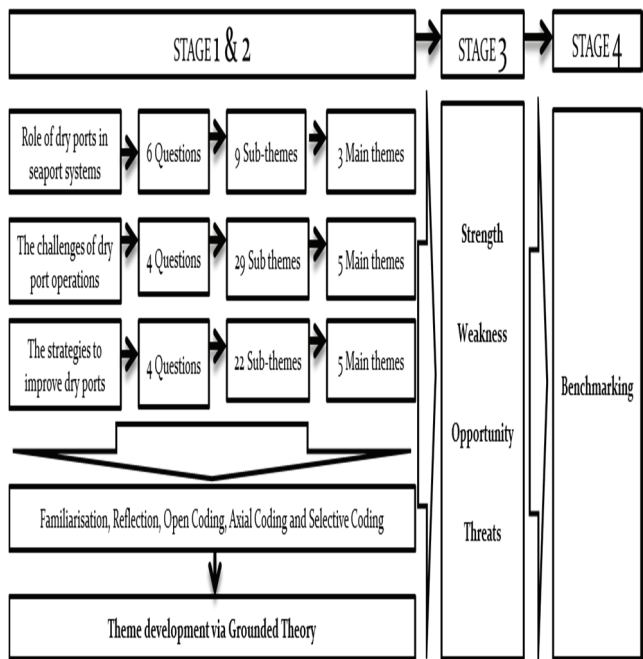 STAGE 1 & 2
STAGE 3
STAGE 4
Role of dry ports in
seaport systems
6 Questions
9 Sub-themes
3 Main themes
The challenges of dry
port operations
4 Questions
29 Sub themes
5 Main themes
The strategies to
improve dry ports
4 Questions
22 Sub-themes
5 Main themes
Familiarisation, Reflection, Open Coding, Axial Coding and Selective Coding
Theme development via Grounded Theory
Strength
Weakness
Opportunity
Threats
Benchmarking